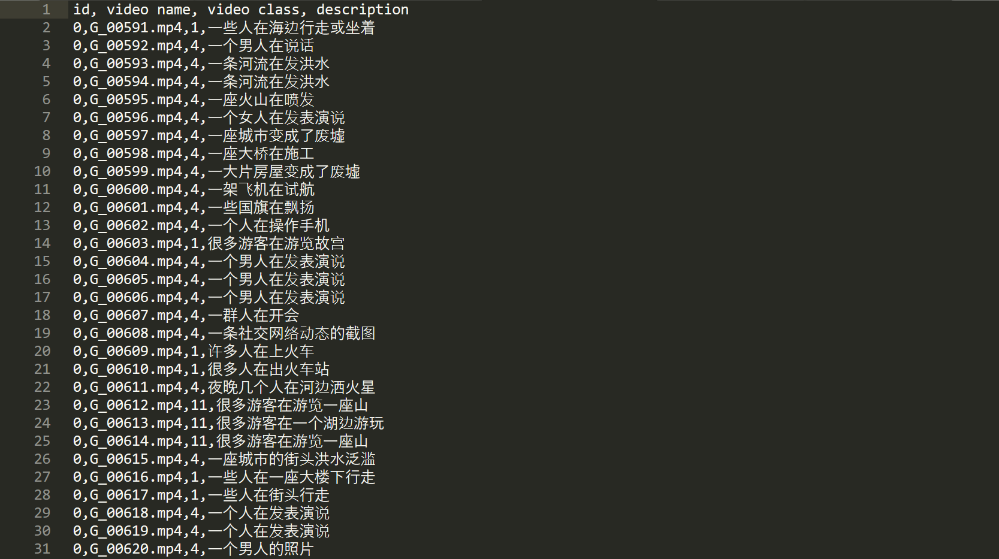 1 id, video name, video class, description
2 0,G_00591.mp4,1,一些人在海边行走或坐着
3 0,G_00592.mp4,4,一个男人在说话
4 0,G_00593.mp4,4,一条河流在发洪水
5 0,G_00594.mp4,4,一条河流在发洪水
6 0,G_00595.mp4,4,一座火山在喷发
7 0,G_00596.mp4,4,一个女人在发表演说
8 0,G_00597.mp4,4,一座城市变成了废墟
9 0,G_00598.mp4,4,一座大桥在施工
10 0,G_00599.mp4,4,一大片房屋变成了废墟
11 0,G_00600.mp4,4,一架飞机在试航
12 0,G_00601.mp4,4,一些国旗在飘扬
13 0,G_00602.mp4,4,一个人在操作手机
14 0,G_00603.mp4,1,很多游客在游览故宫
15 0,G_00604.mp4,4,一个男人在发表演说
16 0,G_00605.mp4,4,一个男人在发表演说
17 0,G_00606.mp4,4,一个男人在发表演说
18 0,G_00607.mp4,4,一群人在开会
19 0,G_00608.mp4,4,一条社交网络动态的截图
20 0,G_00609.mp4,1,许多人在上火车
21 0,G_00610.mp4,1,很多人在出火车站
22 0,G_00611.mp4,4,夜晚几个人在河边洒火星
23 0,G_00612.mp4,11,很多游客在游览一座山
24 0,G_00613.mp4,11,很多游客在一个湖边游玩
25 0,G_00614.mp4,11,很多游客在游览一座山
26 0,G_00615.mp4,4,一座城市的街头洪水泛滥
27 0,G_00616.mp4,1,一些人在一座大楼下行走
28 0,G_00617.mp4,1,一些人在街头行走
29 0,G_00618.mp4,4,一个人在发表演说
30 0,G_00619.mp4,4,一个人在发表演说
31 0,G_00620.mp4,4,一个男人的照片